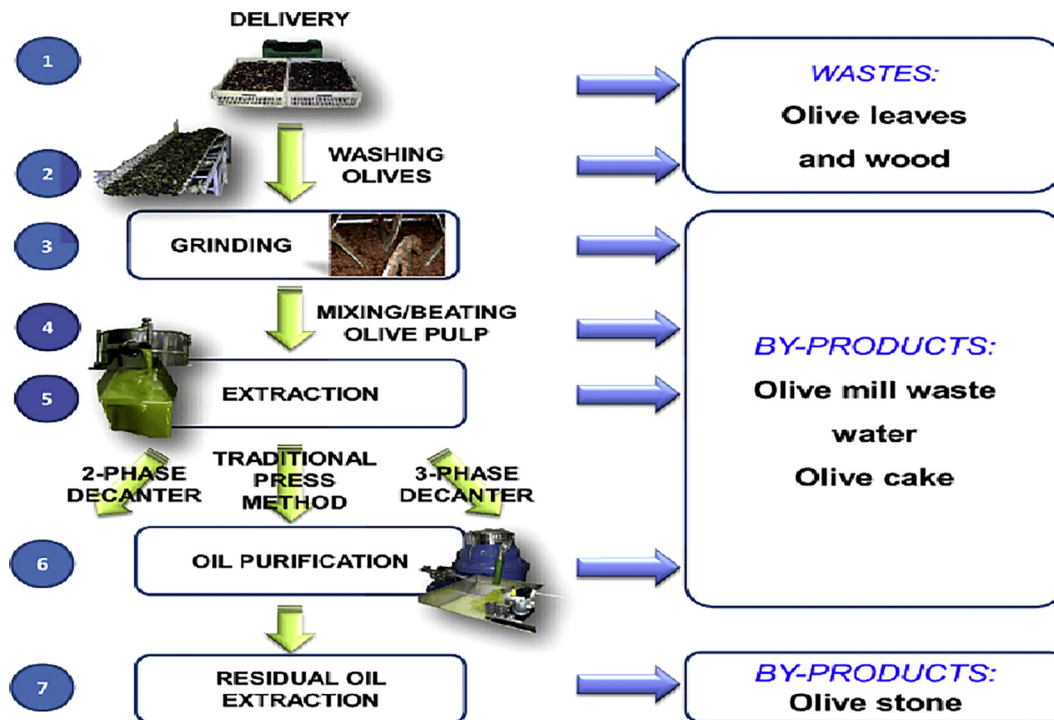 DELIVERY
1
WASTES:
Olive leaves
and wood
WASHING
OLIVES
2
3
GRINDING
4
MIXING/BEATING
OLIVE PULP
BY-PRODUCTS:
Olive mill waste
water
Olive cake
5
EXTRACTION
2-PHASE
DECANTER
TRADITIONAL
PRESS
METHOD
3-PHASE
DECANTER
6
OIL PURIFICATION
7
RESIDUAL OIL
EXTRACTION
BY-PRODUCTS:
Olive stone